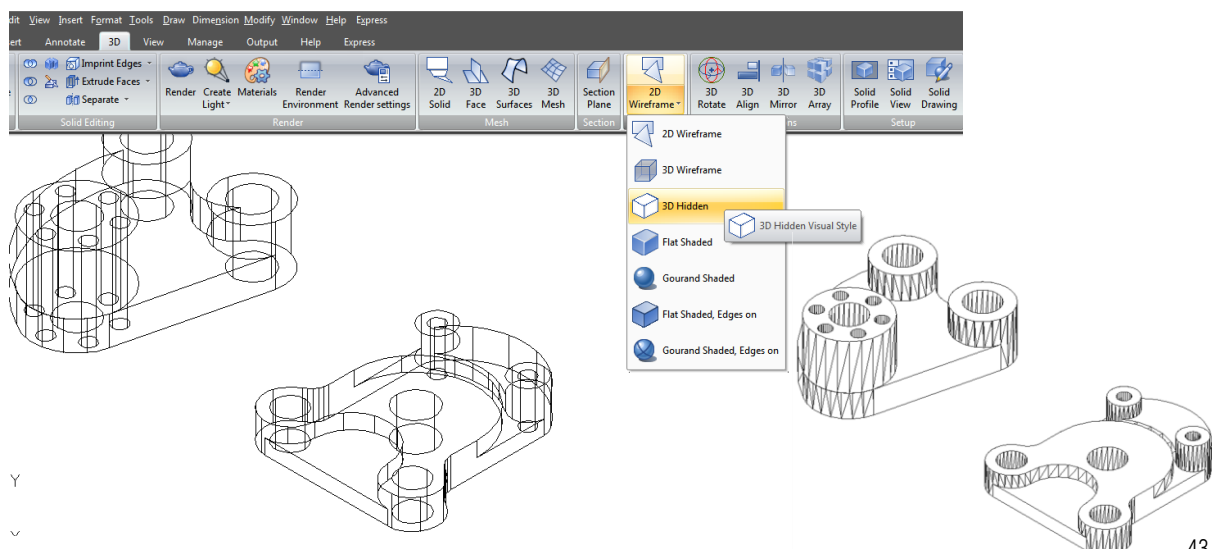 dit View Insert Format Tools Draw Dimension Modify Window Help Express
ert Annotate 3D View Manage Output Help Express
Imprint Edges
Extrude Faces
Separate
Render
Create Light
Materials
Render Environment
Advanced Render settings
2D Solid
3D Face
3D Surfaces
3D Mesh
Section Plane
2D Wireframe
3D Rotate
3D Align
3D Mirror
3D Array
Solid Profile
Solid View
Solid Drawing
Solid Editing
Render
Mesh
Section
ns
Setup
2D Wireframe
3D Wireframe
3D Hidden
3D Hidden Visual Style
Flat Shaded
Gourand Shaded
Flat Shaded, Edges on
Gourand Shaded, Edges on
Y
43